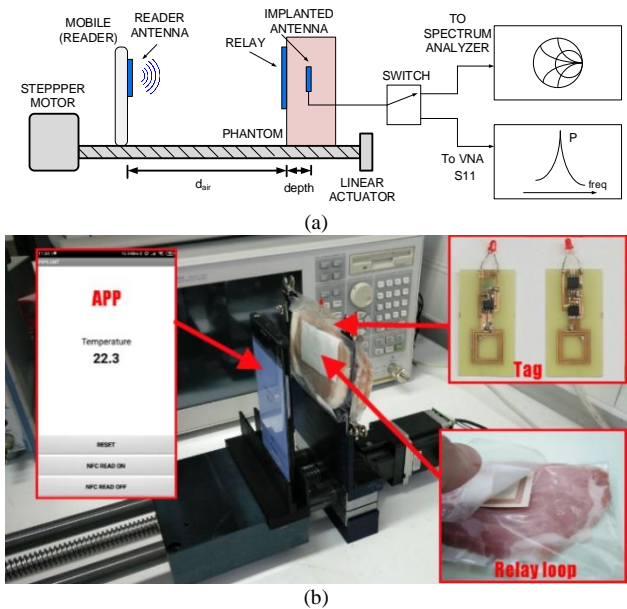 MOBILE
(READER)
READER
ANTENNA
IMPLANTED
ANTENNA
RELAY
TO
SPECTRUM
ANALYZER
SWITCH
STEPPPER
MOTOR
PHANTOM
P
To VNA
S11
freq
dair
depth
LINEAR
ACTUATOR
(a)
APP
Temperature
22.3
RESET
NFC READ ON
NFC READ OFF
Tag
Relay loop
(b)